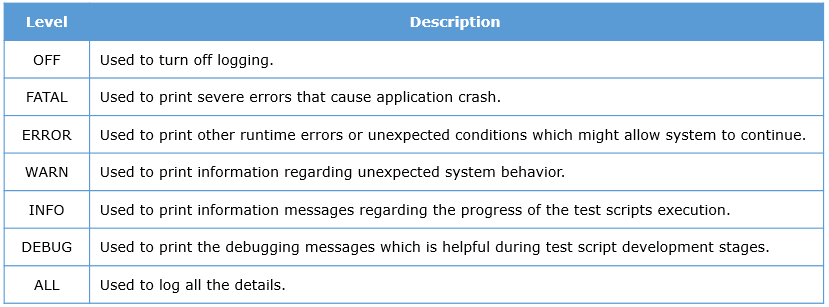 Level Description
OFF Used to turn off logging.
FATAL Used to print severe errors that cause application crash.
ERROR Used to print other runtime errors or unexpected conditions which might allow system to continue.
WARN Used to print information regarding unexpected system behavior.
INFO Used to print information messages regarding the progress of the test scripts execution.
DEBUG Used to print the debugging messages which is helpful during test script development stages.
ALL Used to log all the details.